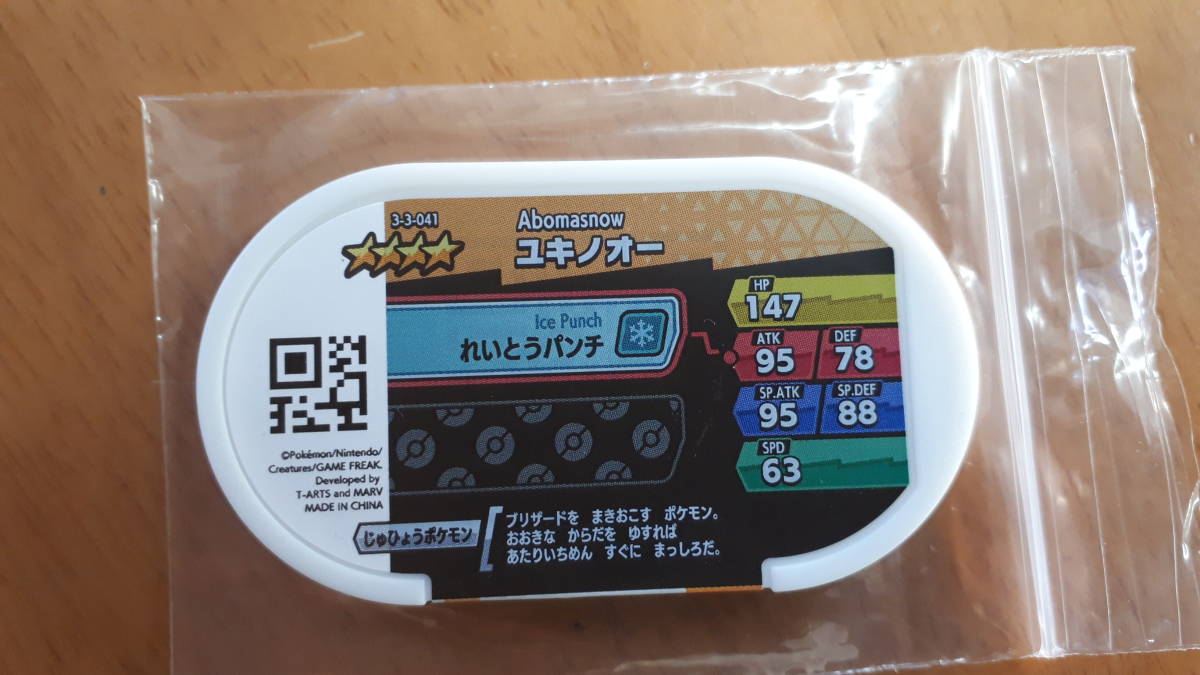 3-3-041
Abomasnow
ユキノオー
Ice Punch
れいとうパンチ
HP
147
ATK
95
DEF
78
SP.ATK
95
SP.DEF
88
SPD
63
©Pokémon/Nintendo/
Creatures/GAME FREAK.
Developed by
T-ARTS and MARV
MADE IN CHINA
じゅひょうポケモン
ブリザードを まきおこす ポケモン。
おおきな からだを ゆすれば
あたりいちめん すぐに まっしろだ。